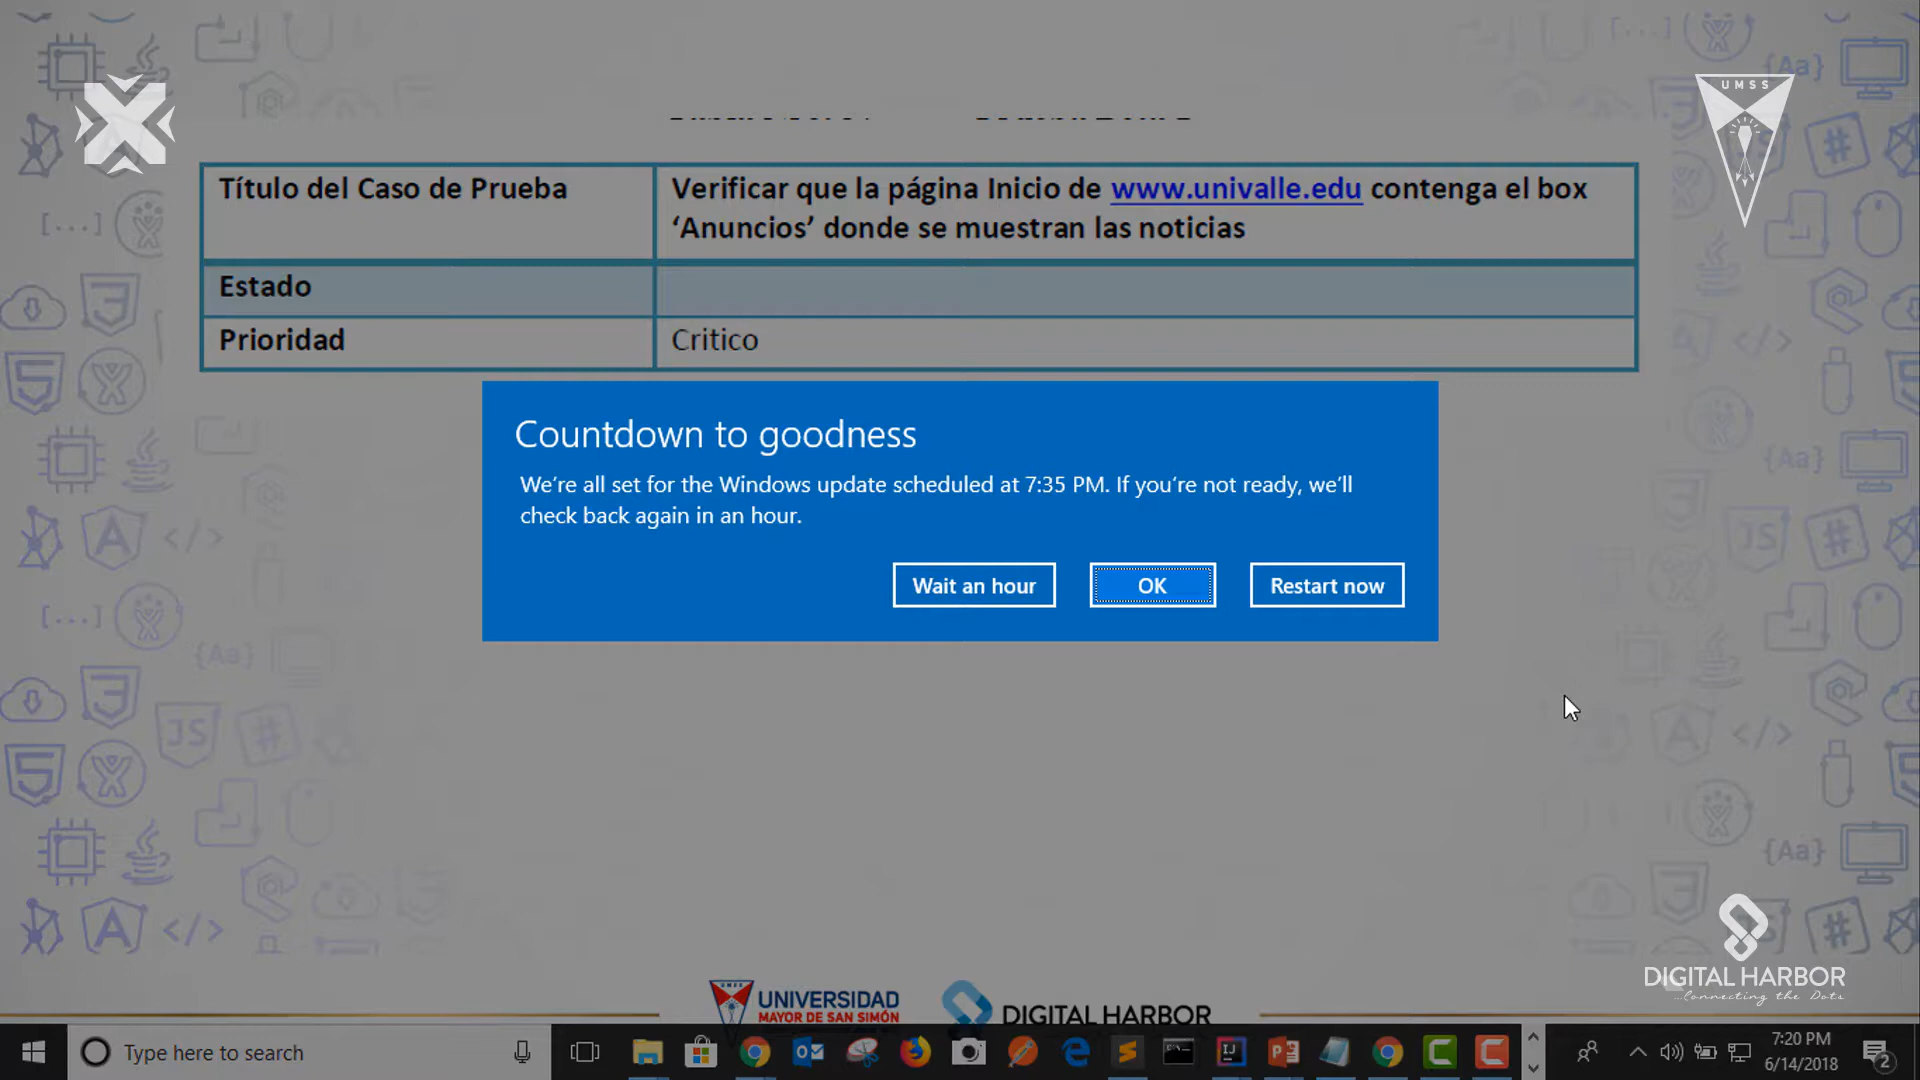 UMSS
Título del Caso de Prueba
Verificar que la página Inicio de www.univalle.edu contenga el box
‘Anuncios’ donde se muestran las noticias
Estado
Prioridad
Critico
Countdown to goodness
We’re all set for the Windows update scheduled at 7:35 PM. If you’re not ready, we’ll
check back again in an hour.
Wait an hour
OK
Restart now
DIGITAL HARBOR
...Connecting the Dots
UNIVERSIDAD
MAYOR DE SAN SIMÓN
DIGITAL HARBOR
Type here to search
7:20 PM
6/14/2018
2